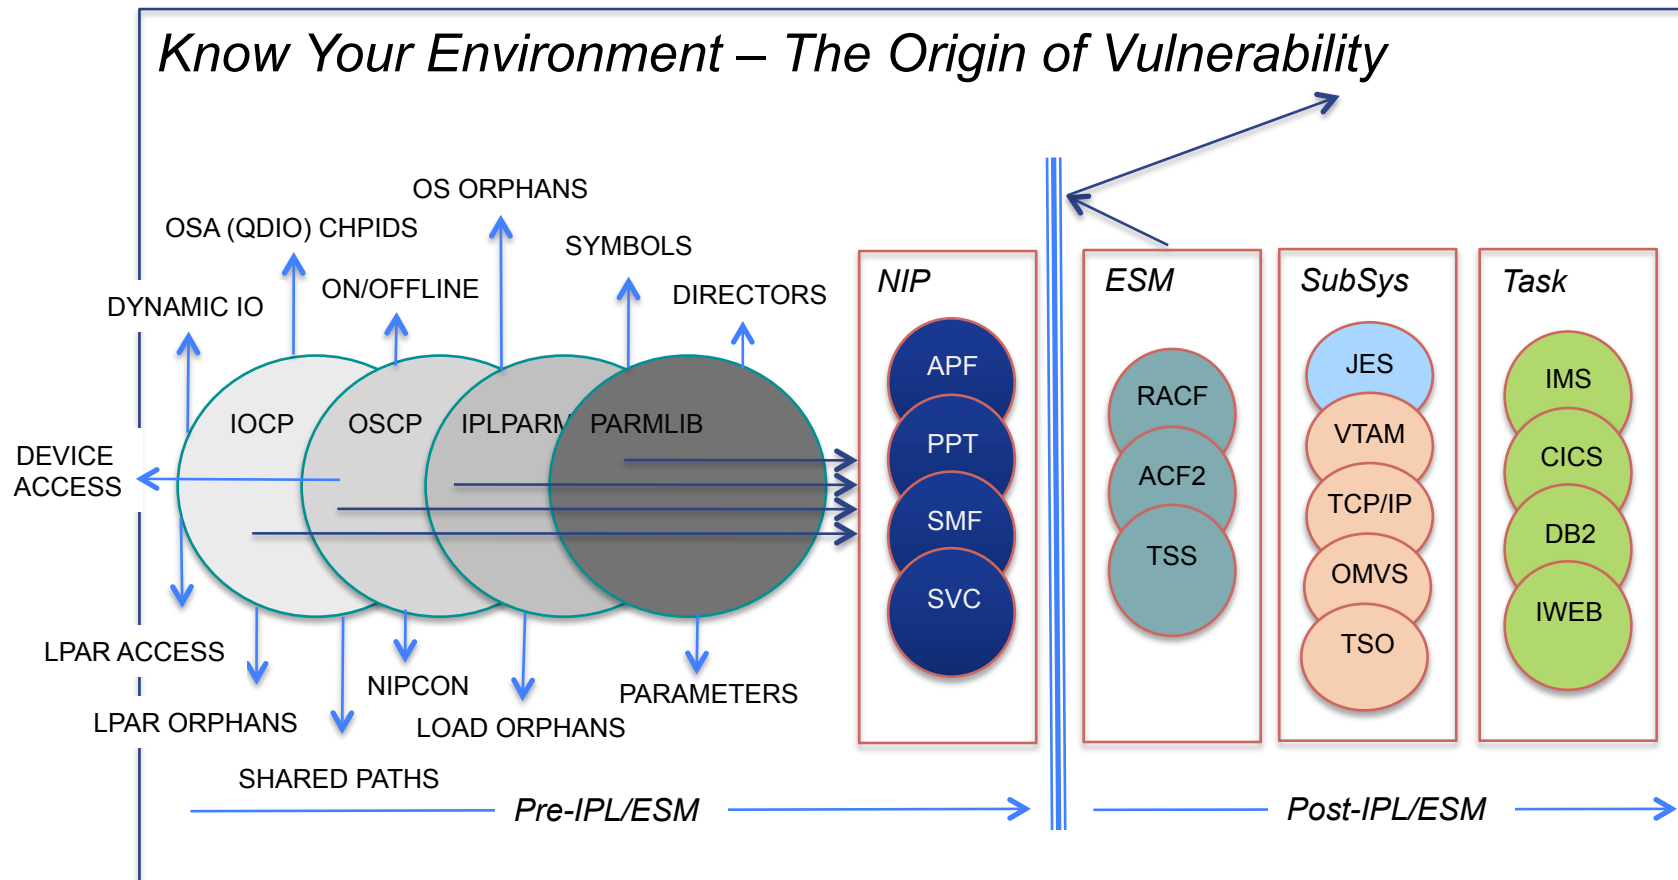 Know Your Environment – The Origin of Vulnerability
OS ORPHANS
OSA (QDIO) CHPIDS
SYMBOLS
ON/OFFLINE
DIRECTORS
DYNAMIC IO
NIP
ESM
SubSys
Task
IOCP
OSCP
IPLPARM
PARMLIB
DEVICE
ACCESS
APF
PPT
SMF
SVC
RACF
ACF2
TSS
JES
VTAM
TCP/IP
OMVS
TSO
IMS
CICS
DB2
IWEB
LPAR ACCESS
NIPCON
PARAMETERS
LPAR ORPHANS
LOAD ORPHANS
SHARED PATHS
Pre-IPL/ESM
Post-IPL/ESM